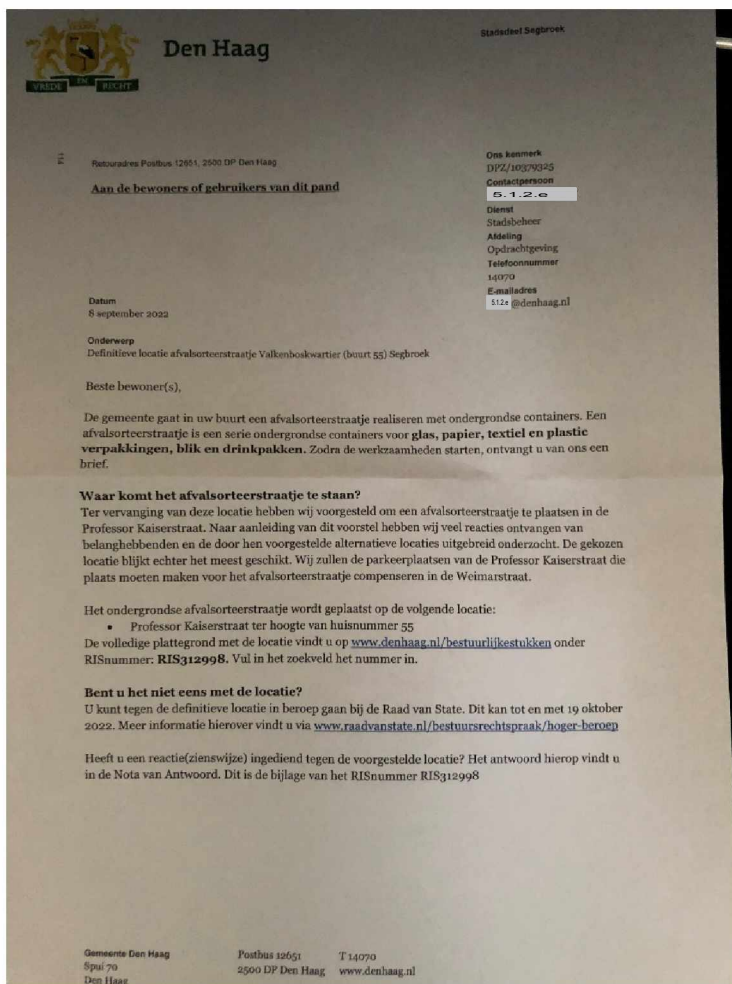 Den Haag
VREDE EN RECHT
Stadsdeel Segbroek
Retouradres Postbus 12651, 2500 DP Den Haag
Aan de bewoners of gebruikers van dit pand
Ons kenmerk
DPZ/10379325
Contactpersoon
5.1.2.e
Dienst
Stadsbeheer
Afdeling
Opdrachtgeving
Telefoonnummer
14070
E-mailadres
5.1.2.e @denhaag.nl
Datum
8 september 2022
Onderwerp
Definitieve locatie afvalsorteerstraatje Valkenboskwartier (buurt 55) Segbroek
Beste bewoner(s),
De gemeente gaat in uw buurt een afvalsorteerstraatje realiseren met ondergrondse containers. Een
afvalsorteerstraatje is een serie ondergrondse containers voor glas, papier, textiel en plastic
verpakkingen, blik en drinkpakken. Zodra de werkzaamheden starten, ontvangt u van ons een
brief.
Waar komt het afvalsorteerstraatje te staan?
Ter vervanging van deze locatie hebben wij voorgesteld om een afvalsorteerstraatje te plaatsen in de
Professor Kaiserstraat. Naar aanleiding van dit voorstel hebben wij veel reacties ontvangen van
belanghebbenden en de door hen voorgestelde alternatieve locaties uitgebreid onderzocht. De gekozen
locatie blijkt echter het meest geschikt. Wij zullen de parkeerplaatsen van de Professor Kaiserstraat die
plaats moeten maken voor het afvalsorteerstraatje compenseren in de Weimarstraat.
Het ondergrondse afvalsorteerstraatje wordt geplaatst op de volgende locatie:
• Professor Kaiserstraat ter hoogte van huisnummer 55
De volledige plattegrond met de locatie vindt u op www.denhaag.nl/bestuurlijkestukken onder
RISnummer: RIS312998. Vul in het zoekveld het nummer in.
Bent u het niet eens met de locatie?
U kunt tegen de definitieve locatie in beroep gaan bij de Raad van State. Dit kan tot en met 19 oktober
2022. Meer informatie hierover vindt u via www.raadvanstate.nl/bestuursrechtspraak/hoger-beroep
Heeft u een reactie(zienswijze) ingediend tegen de voorgestelde locatie? Het antwoord hierop vindt u
in de Nota van Antwoord. Dit is de bijlage van het RISnummer RIS312998
Gemeente Den Haag
Spui 70
Den Haag
Postbus 12651
2500 DP Den Haag
T 14070
www.denhaag.nl